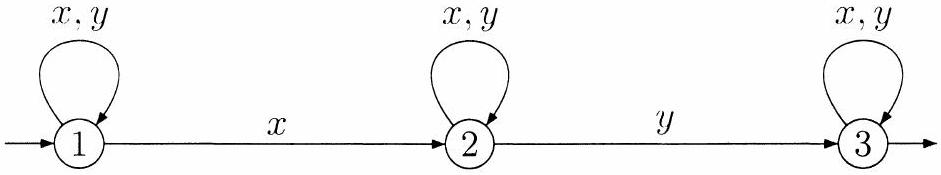 x, y x, y x, y
x y
1 2 3